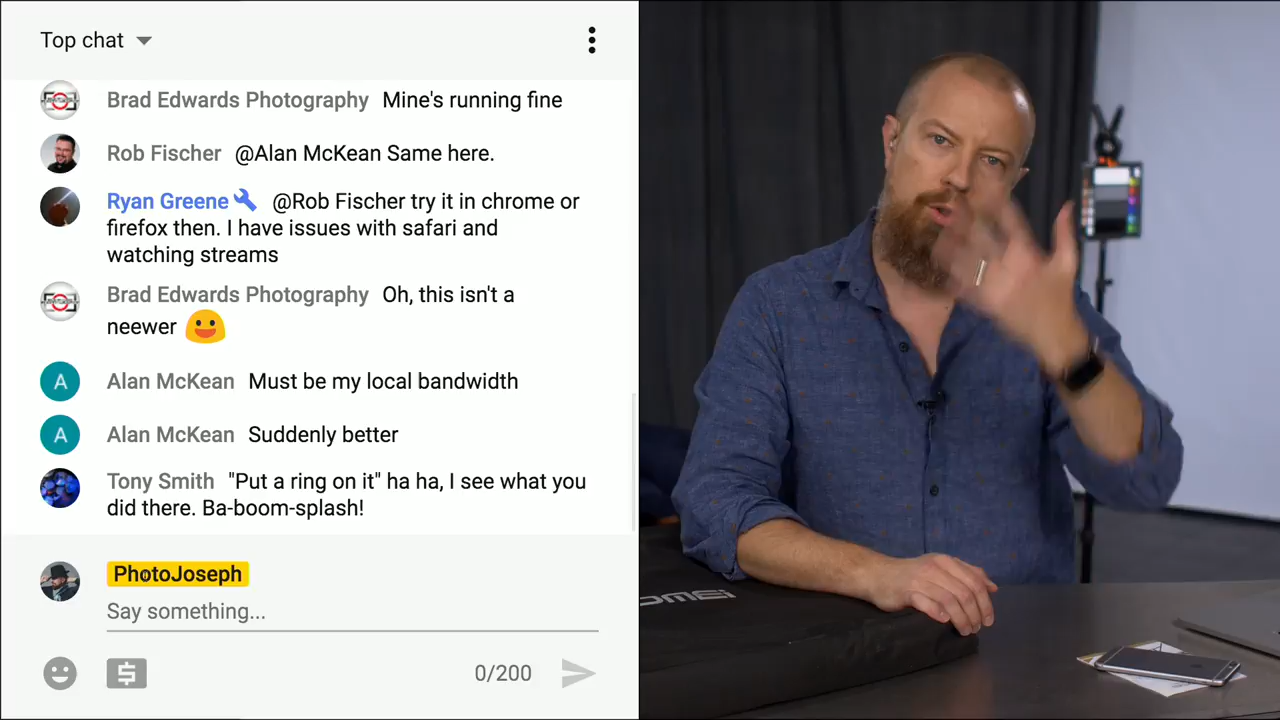 Top chat
Brad Edwards Photography Mine's running fine
Rob Fischer @Alan McKean Same here.
Ryan Greene @Rob Fischer try it in chrome or
firefox then. I have issues with safari and
watching streams
Brad Edwards Photography Oh, this isn't a
neewer
A Alan McKean Must be my local bandwidth
A Alan McKean Suddenly better
Tony Smith "Put a ring on it" ha ha, I see what you
did there. Ba-boom-splash!
PhotoJoseph
Say something...
$ 0/200